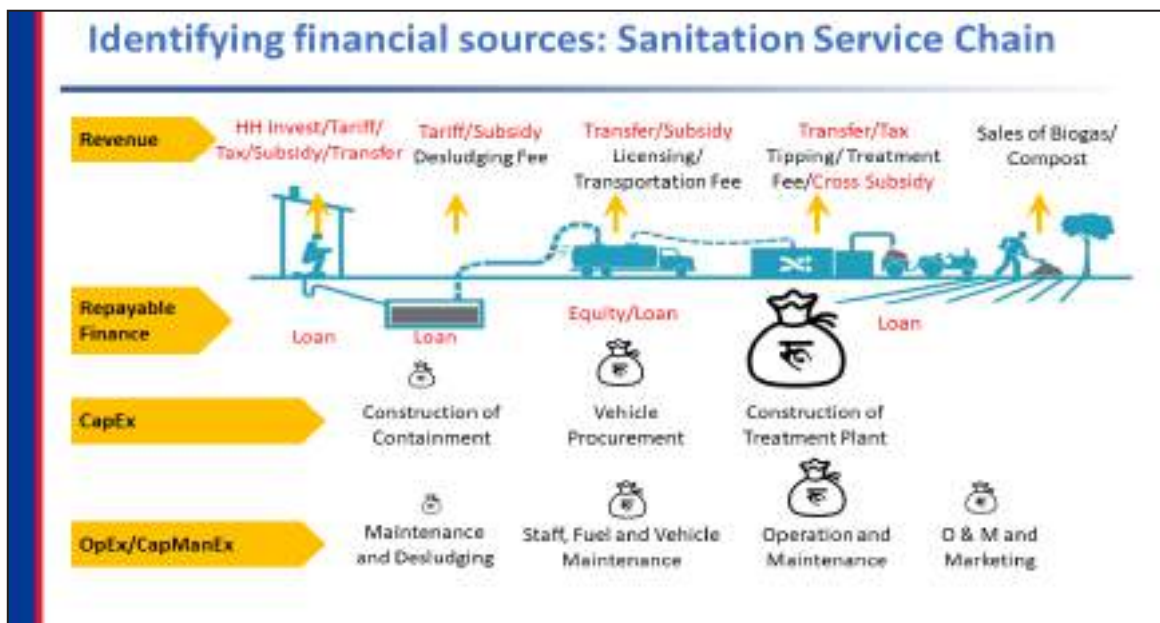 Identifying financial sources: Sanitation Service Chain
Revenue
HH Invest/Tariff/
Tax/Subsidy/Transfer
Tariff/Subsidy
Desludging Fee
Transfer/Subsidy
Licensing/
Transportation Fee
Transfer/Tax
Tipping/ Treatment
Fee/Cross Subsidy
Sales of Biogas/
Compost
Repayable
Finance
Loan
Loan
Equity/Loan
Loan
रू
रू
रू
CapEx
Construction of
Containment
Vehicle
Procurement
Construction of
Treatment Plant
रू
रू
रू
रू
OpEx/CapManEx
Maintenance
and Desludging
Staff, Fuel and Vehicle
Maintenance
Operation and
Maintenance
O & M and
Marketing